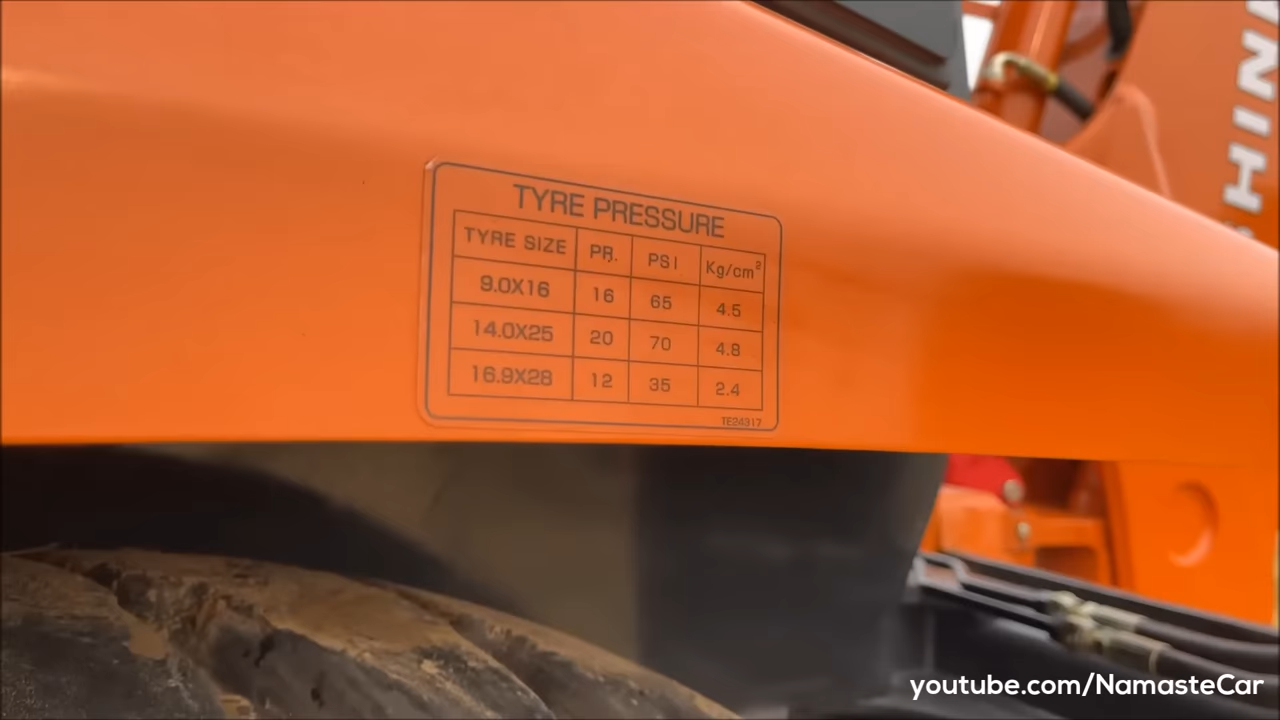 TYRE PRESSURE
TYRE SIZE PR. PSI Kg/cm²
9.0X16 16 65 4.5
14.0X25 20 70 4.8
16.9X28 12 35 2.4
TE24317
youtube.com/NamasteCar